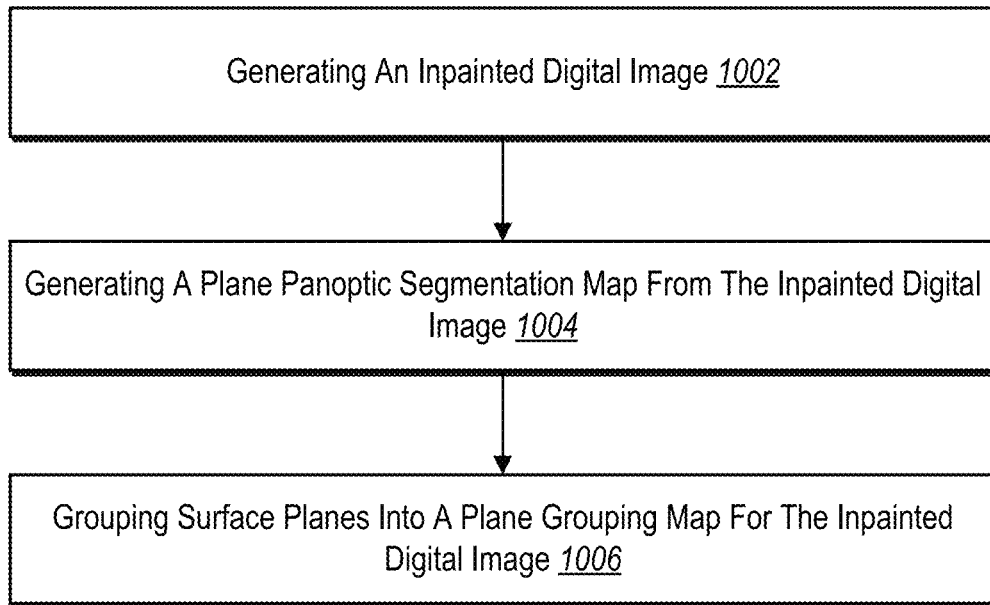 Generating An Inpainted Digital Image 1002
Generating A Plane Panoptic Segmentation Map From The Inpainted Digital
Image 1004
Grouping Surface Planes Into A Plane Grouping Map For The Inpainted
Digital Image 1006